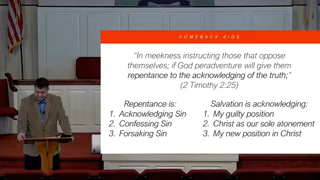 COMEBACK KIDS
“In meekness instructing those that oppose
themselves; if God peradventure will give them
repentance to the acknowledging of the truth;”
(2 Timothy 2:25)
Repentance is:
1. Acknowledging Sin
2. Confessing Sin
3. Forsaking Sin
Salvation is acknowledging:
1. My guilty position
2. Christ as our sole atonement
3. My new position in Christ